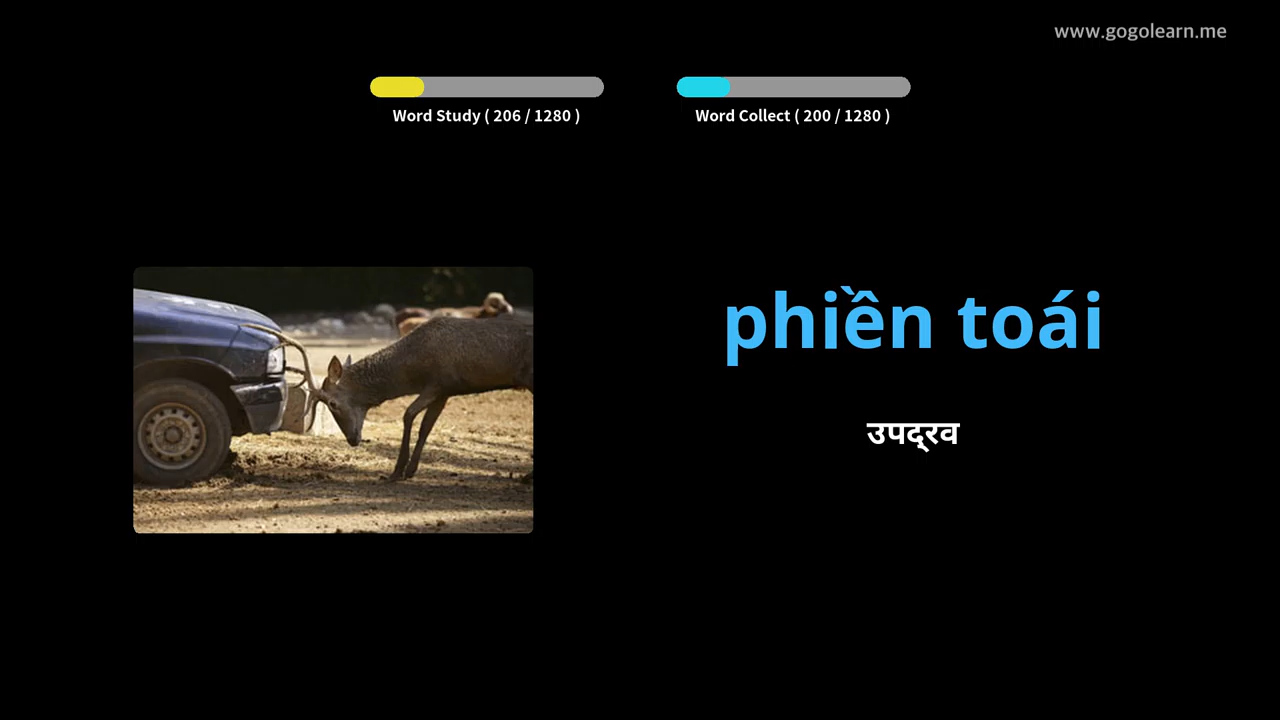 www.gogolearn.me
Word Study ( 206 / 1280 )
Word Collect ( 200 / 1280 )
phiền toái
उपद्रव